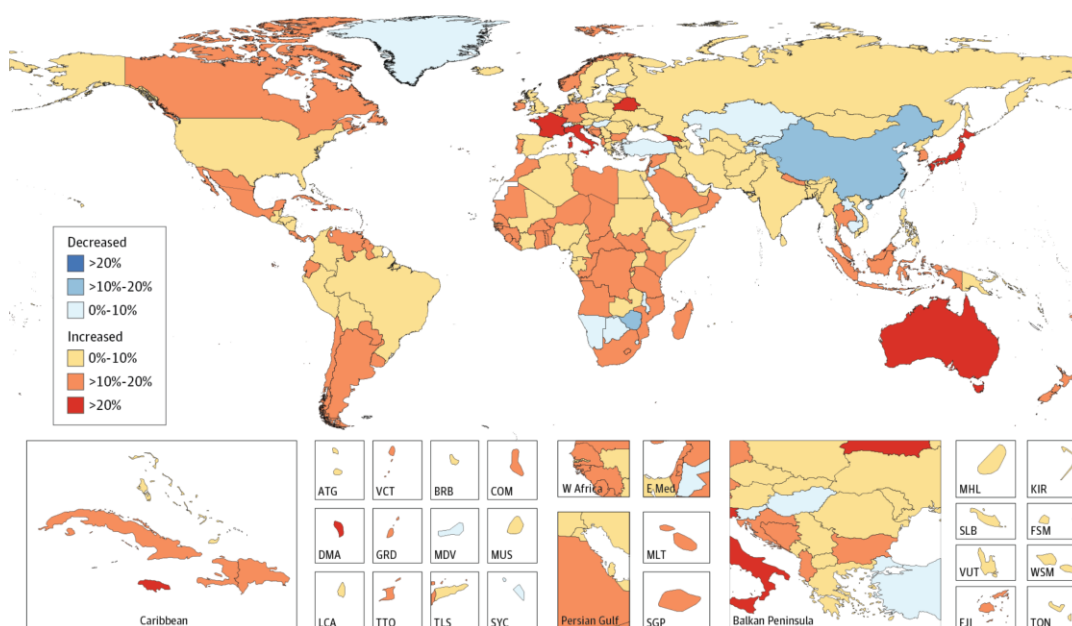 Decreased
>20%
>10%-20%
0%-10%
Increased
0%-10%
>10%-20%
>20%
Caribbean
ATG
VCT
BRB
COM
DMA
GRD
MDV
MUS
LCA
TTO
TLS
SYC
W Africa
E Med
Persian Gulf
MLT
SGP
Balkan Peninsula
MHL
KIR
SLB
FSM
VUT
WSM
FJI
TON